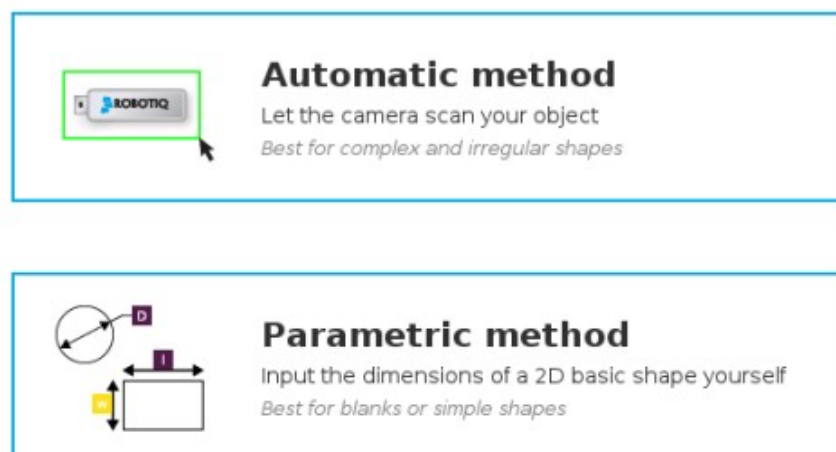 ROBOTIQ
Automatic method
Let the camera scan your object
Best for complex and irregular shapes
D
l
w
Parametric method
Input the dimensions of a 2D basic shape yourself
Best for blanks or simple shapes